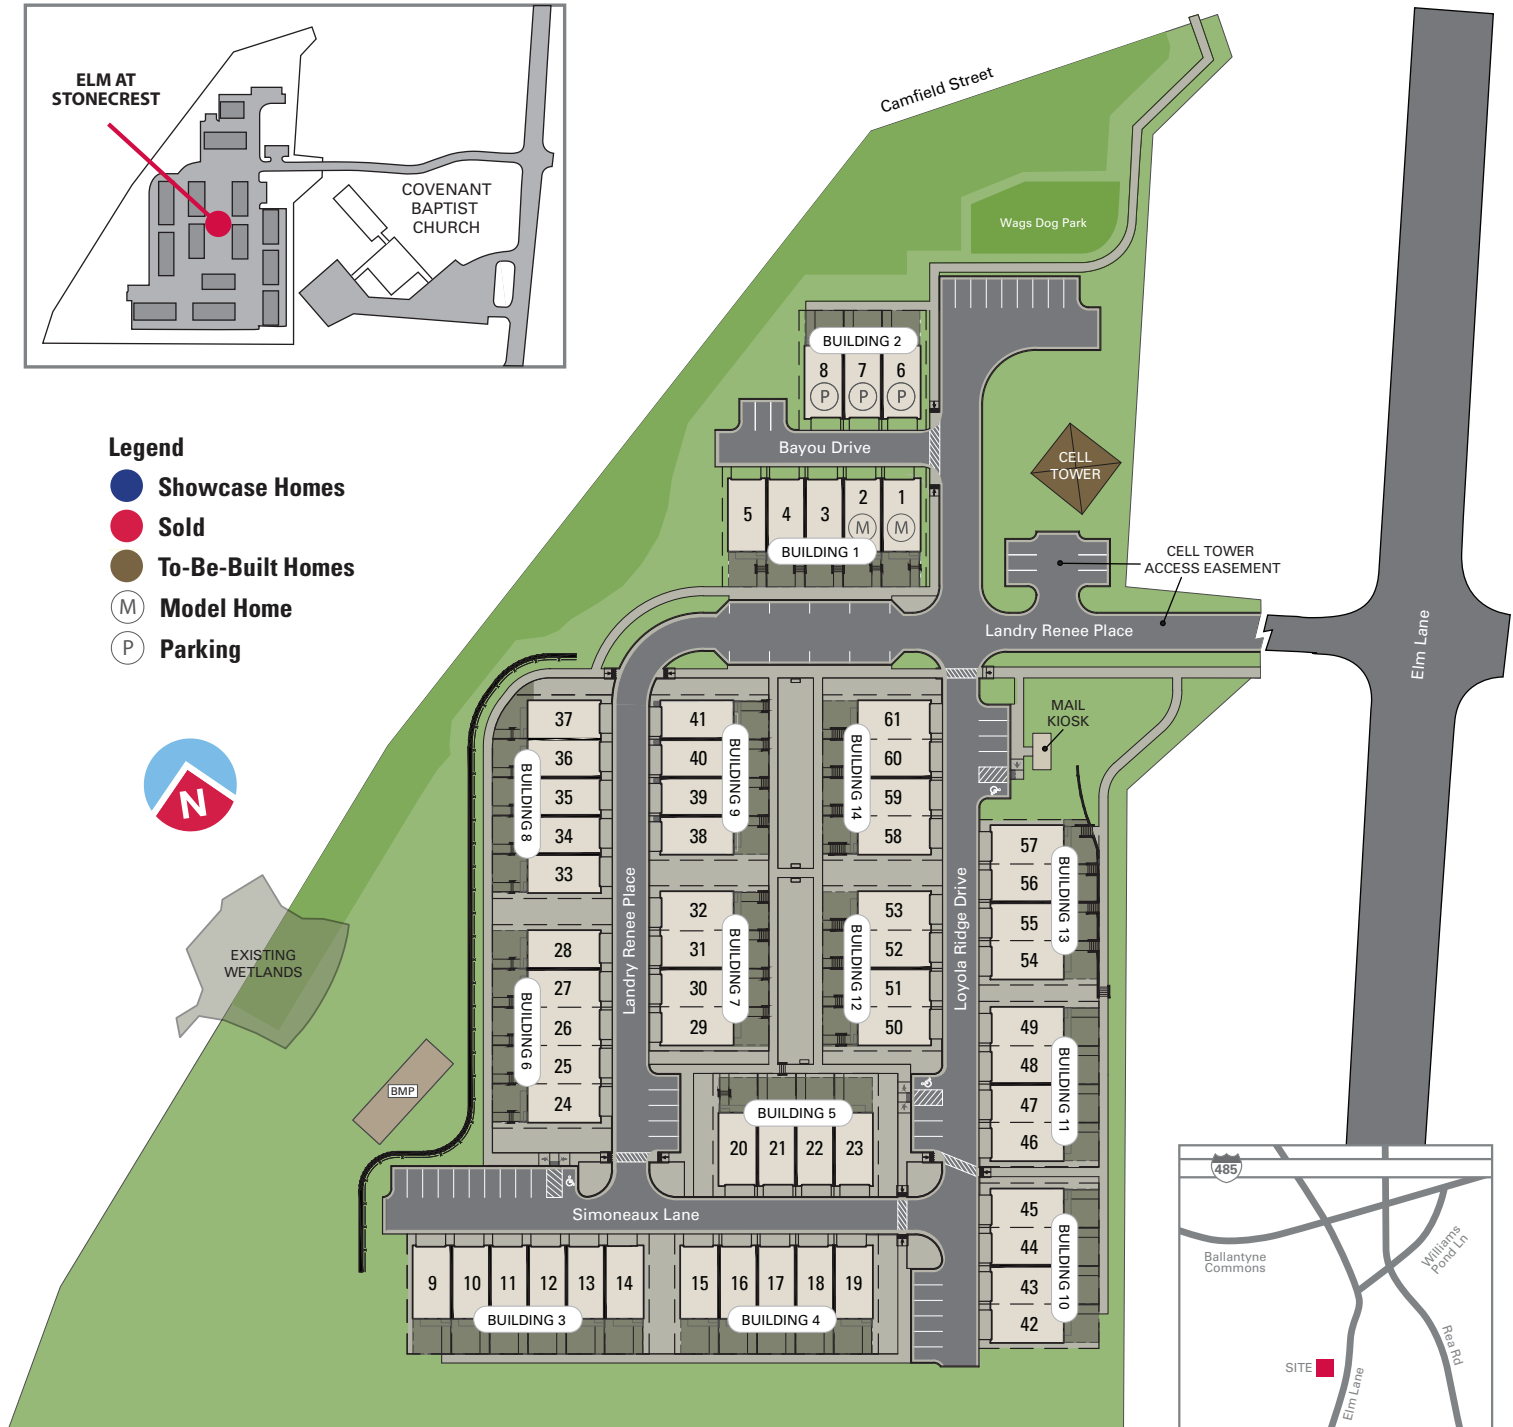 ELM AT
STONECREST
COVENANT
BAPTIST
CHURCH
Camfield Street
Wags Dog Park
BUILDING 2
8
7
6
P
P
P
Bayou Drive
CELL
TOWER
5
4
3
2
1
M
M
BUILDING 1
CELL TOWER
ACCESS EASEMENT
Landry Renee Place
Elm Lane
Legend
Showcase Homes
Sold
To-Be-Built Homes
M
Model Home
P
Parking
N
MAIL
KIOSK
37
36
35
34
33
BUILDING 8
41
40
39
38
BUILDING 9
61
60
59
58
BUILDING 14
57
56
55
54
BUILDING 13
Landry Renee Place
Loyola Ridge Drive
EXISTING
WETLANDS
28
27
26
25
24
BUILDING 6
32
31
30
29
BUILDING 7
53
52
51
50
BUILDING 12
49
48
47
46
BUILDING 11
BMP
BUILDING 5
20
21
22
23
Simoneaux Lane
45
44
43
42
BUILDING 10
9
10
11
12
13
14
BUILDING 3
15
16
17
18
19
BUILDING 4
485
Ballantyne
Commons
Williams
Pond Ln
Rea Rd
SITE
Elm Lane